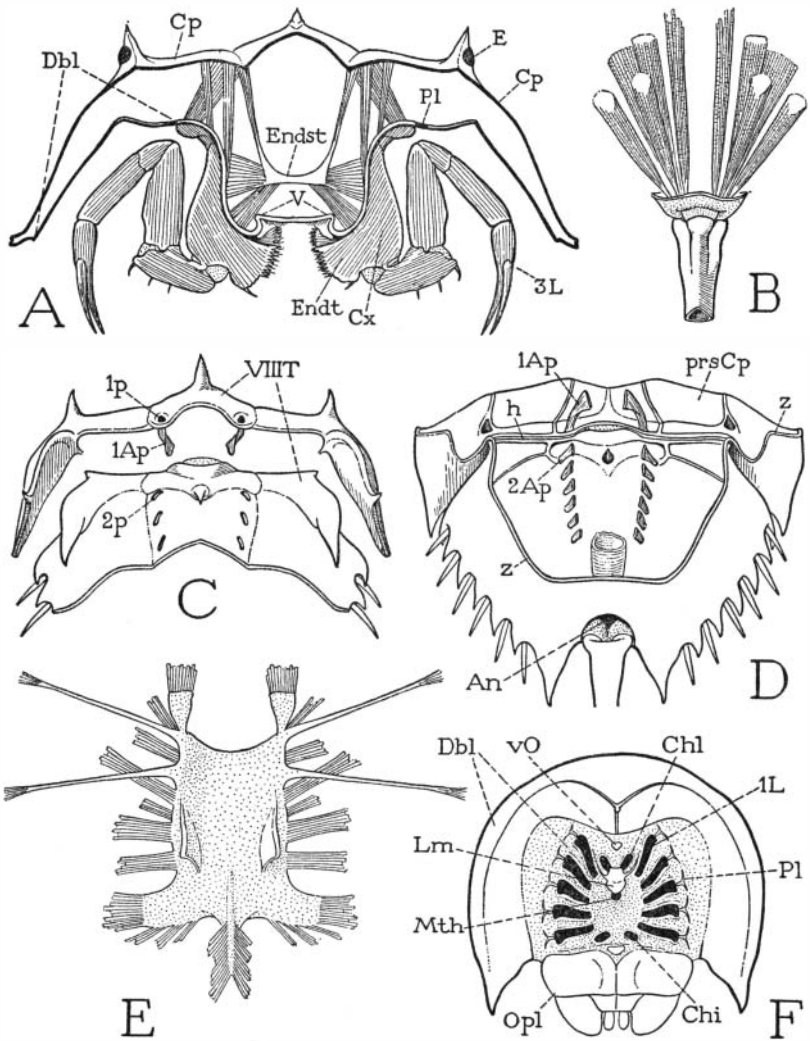 Cp
E
Dbl
Cp
Pl
Endst
V
3L
Endt
Cx
A
B
1p
VIIIT
1Ap
2p
C
1Ap
prsCp
h
z
2Ap
z
An
D
E
Dbl
vO
Chl
1L
Lm
Pl
Mth
Opl
Chi
F